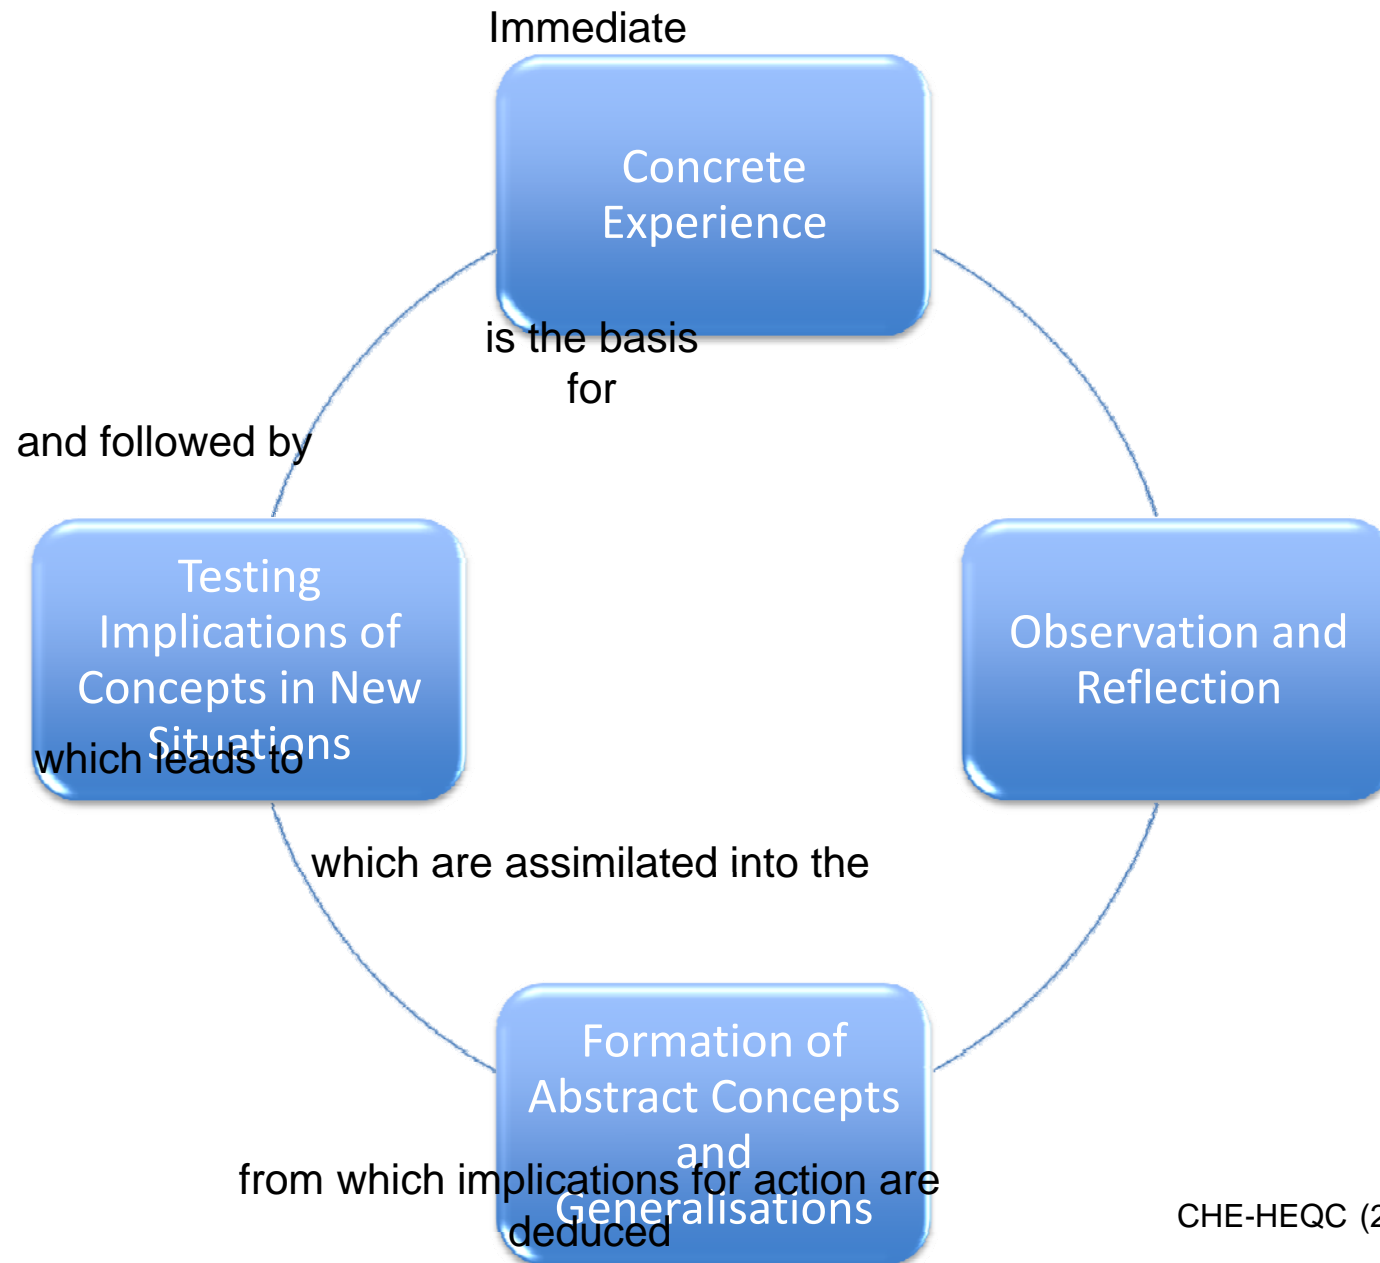 Immediate
Concrete
Experience
is the basis
for
and followed by
Testing
Implications of
Concepts in New
Situations
which leads to
Observation and
Reflection
which are assimilated into the
Formation of
Abstract Concepts
and
Generalisations
from which implications for action are
deduced
CHE-HEQC (2